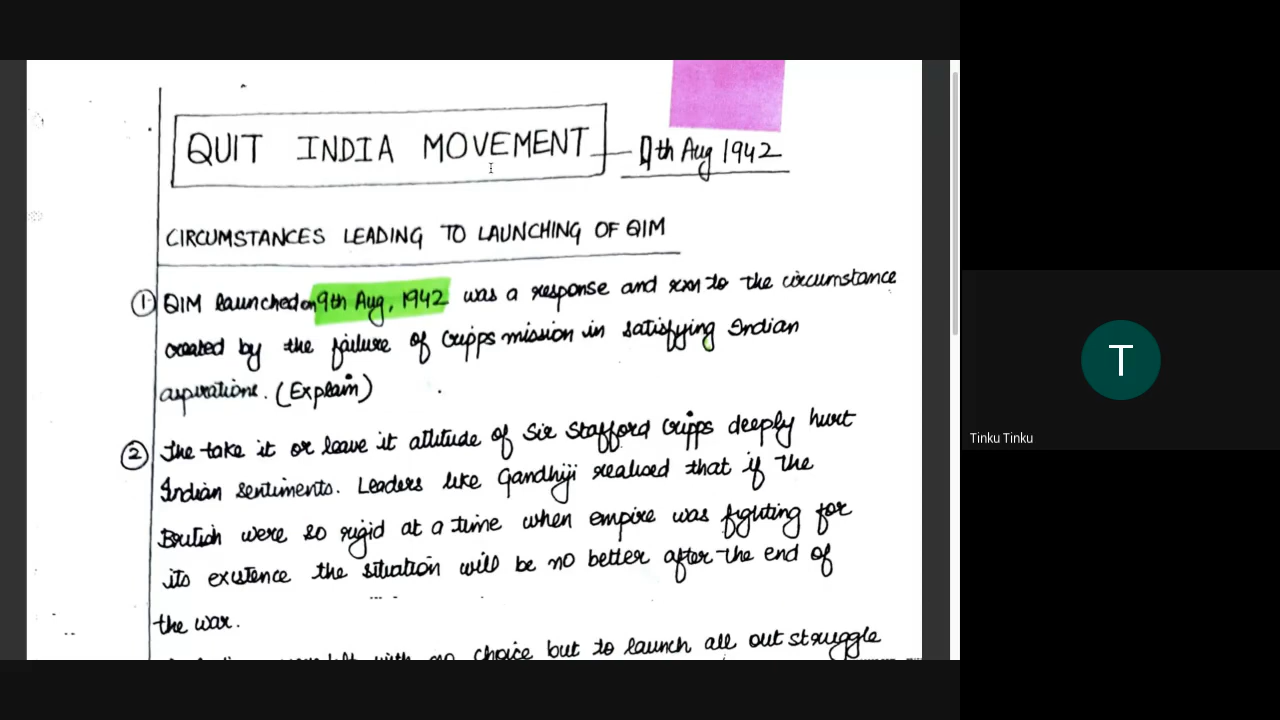 QUIT INDIA MOVEMENT — 9th Aug 1942
CIRCUMSTANCES LEADING TO LAUNCHING OF QIM
① QIM launched on 9th Aug, 1942 was a response and rxn to the circumstance
created by the failure of Cripps mission in satisfying Indian
aspirations. (Explain)
② The take it or leave it attitude of Sir Stafford Cripps deeply hurt
Indian sentiments. Leaders like Gandhiji realised that if the
British were so rigid at a time when empire was fighting for
its existence the situation will be no better after the end of
the war.
left with no choice but to launch all out struggle
T
Tinku Tinku